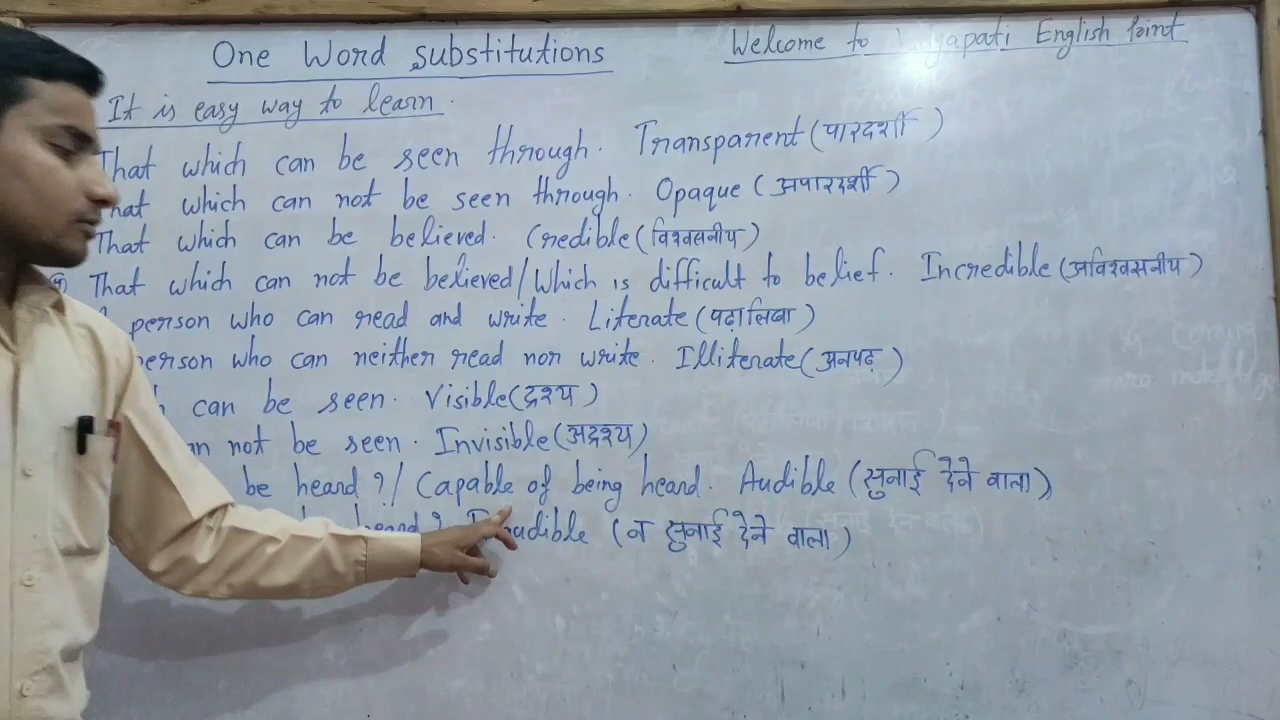 One Word substitutions
Welcome to English Point
It is easy way to learn.
That which can be seen through. Transparent (पारदर्शी)
which can not be seen through. Opaque (अपारदर्शी)
That which can be believed. Credible (विश्वसनीय)
That which can not be believed/Which is difficult to belief. Incredible (अविश्वसनीय)
person who can read and write. Literate (पढ़ा लिखा)
person who can neither read nor write. Illiterate (अनपढ़)
can be seen. Visible (द्रश्य)
not be seen. Invisible (अद्रश्य)
be heard ?/ Capable of being heard. Audible (सुनाई देने वाला)
(न सुनाई देने वाला)